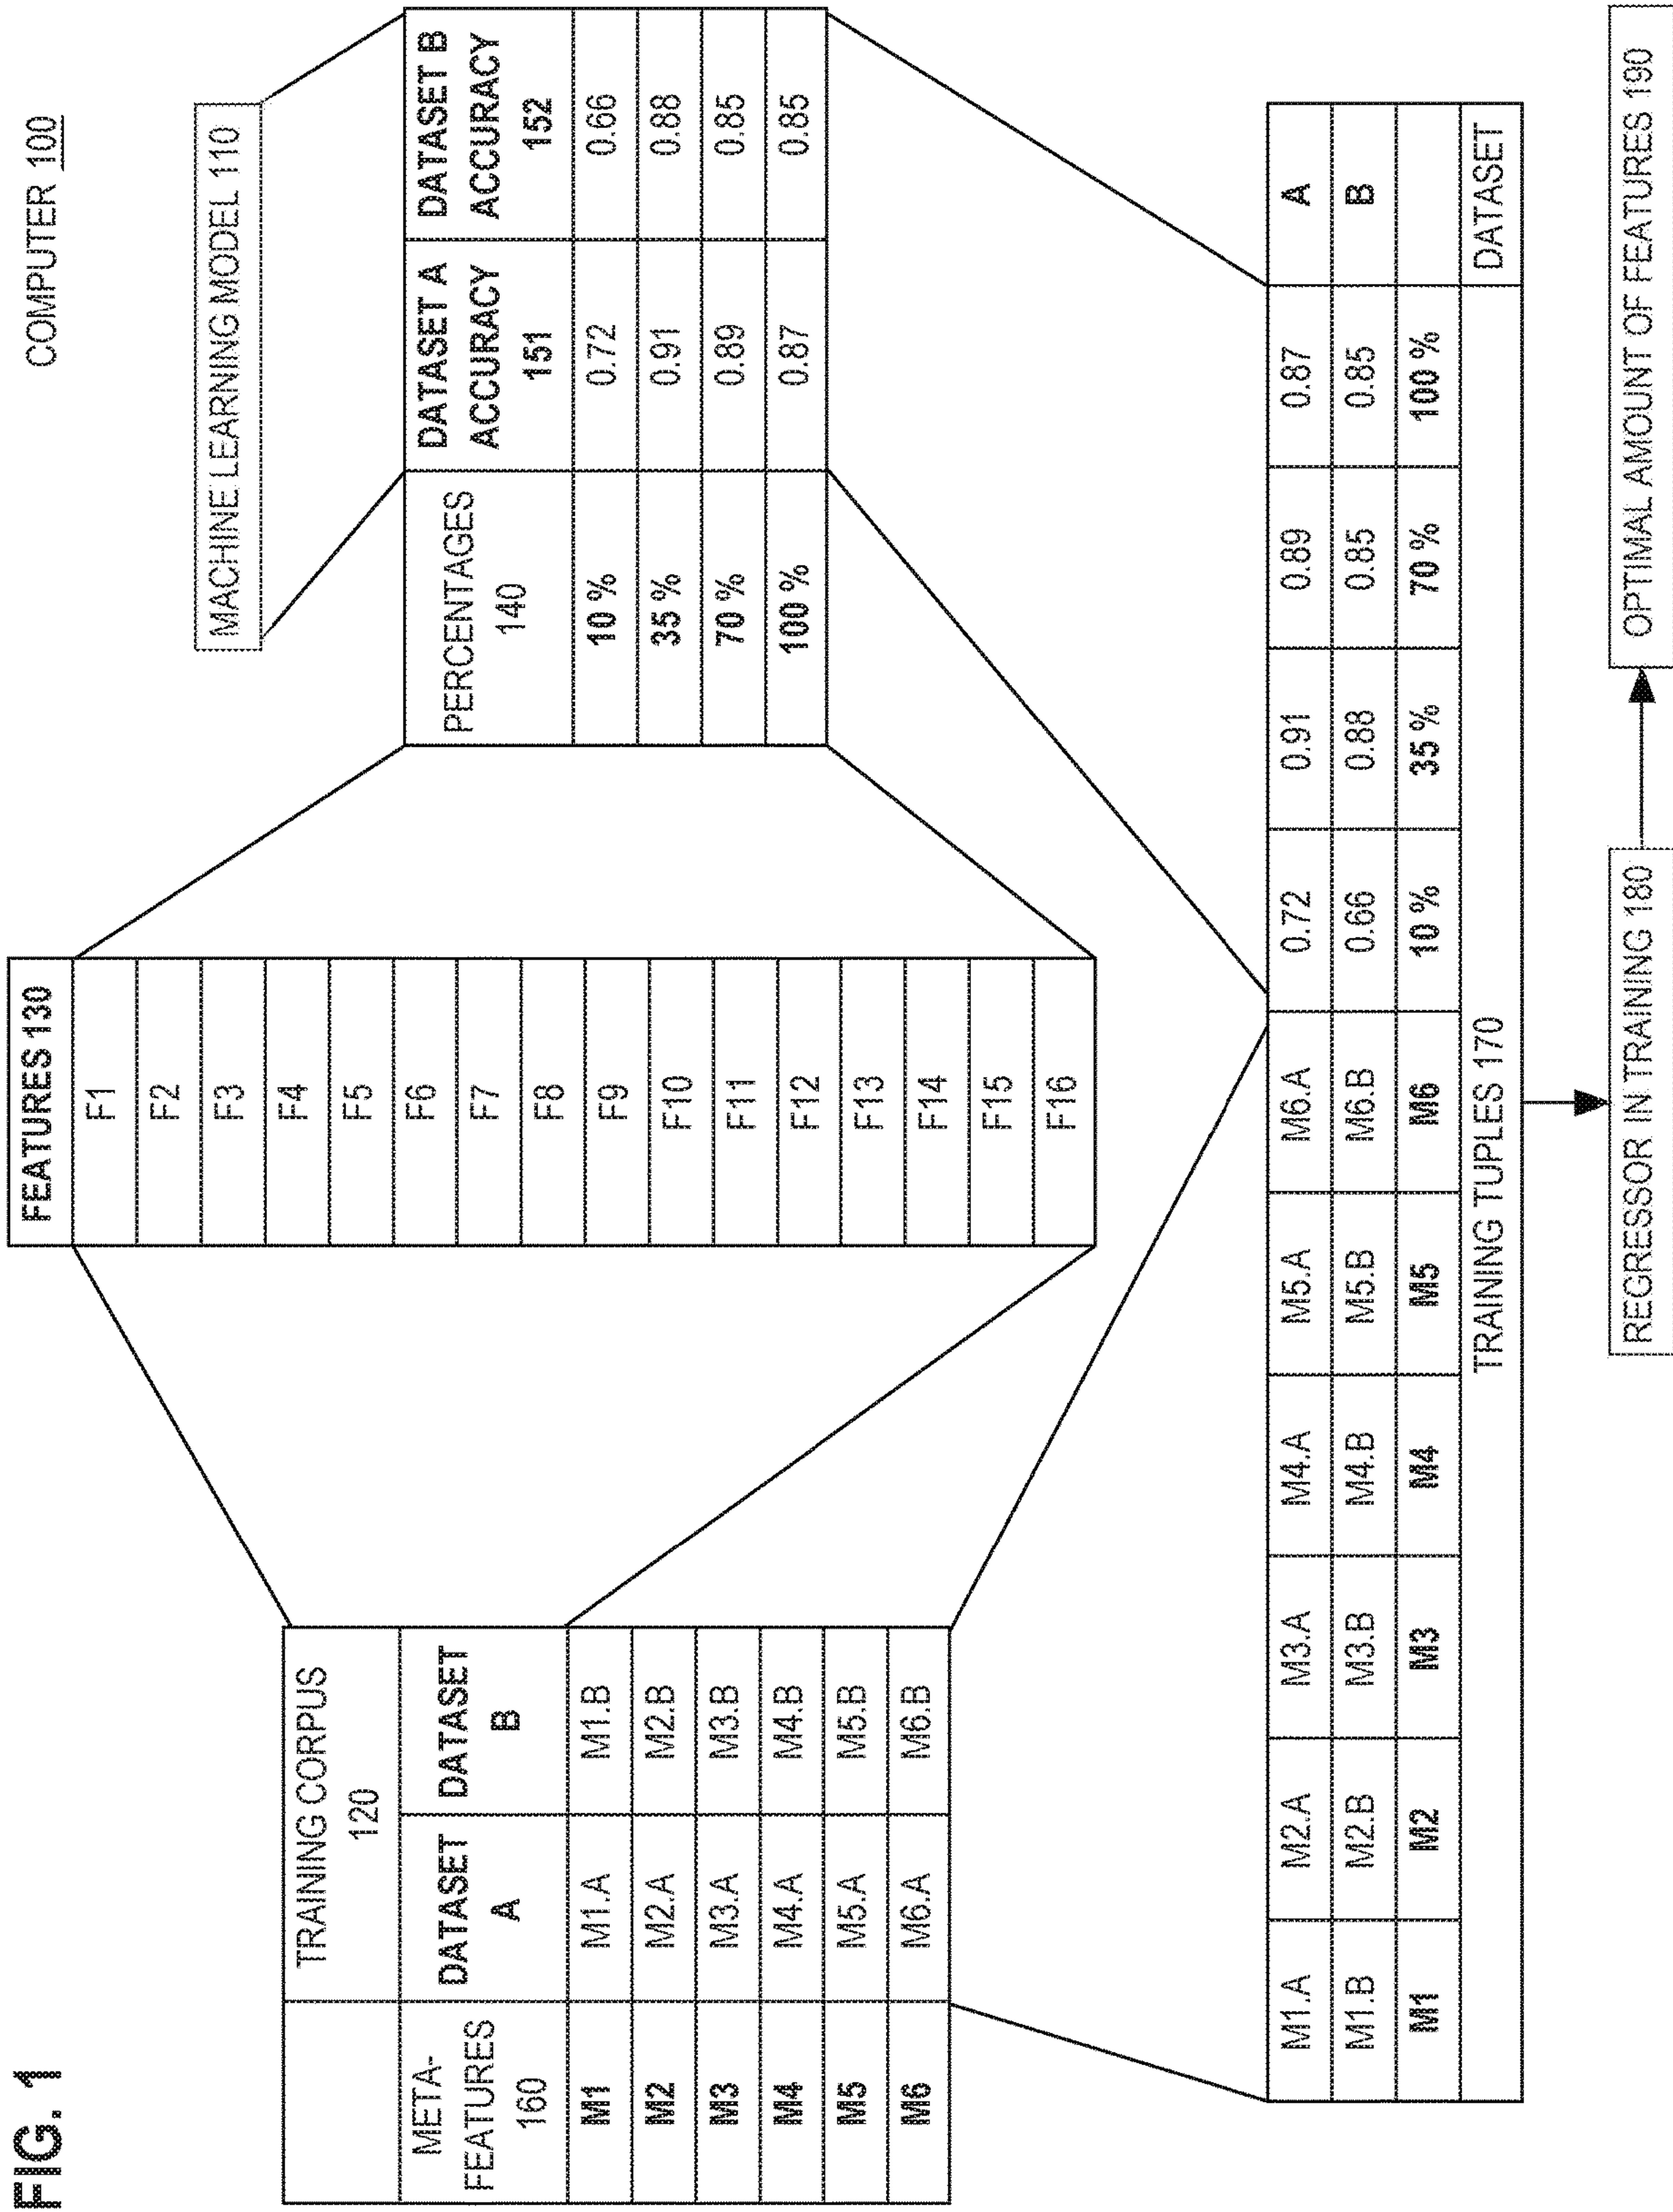 FIG. 1
COMPUTER 100
MACHINE LEARNING MODEL 110
TRAINING CORPUS
120
META-
FEATURES
160
DATASET
A
DATASET
B
M1 M1.A M1.B
M2 M2.A M2.B
M3 M3.A M3.B
M4 M4.A M4.B
M5 M5.A M5.B
M6 M6.A M6.B
FEATURES 130
F1
F2
F3
F4
F5
F6
F7
F8
F9
F10
F11
F12
F13
F14
F15
F16
PERCENTAGES
140
DATASET A
ACCURACY
151
DATASET B
ACCURACY
152
10 % 0.72 0.66
35 % 0.91 0.88
70 % 0.89 0.85
100 % 0.87 0.85
M1.A M2.A M3.A M4.A M5.A M6.A 0.72 0.91 0.89 0.87 A
M1.B M2.B M3.B M4.B M5.B M6.B 0.66 0.88 0.85 0.85 B
M1 M2 M3 M4 M5 M6 10 % 35 % 70 % 100 %
TRAINING TUPLES 170 DATASET
REGRESSOR IN TRAINING 180
OPTIMAL AMOUNT OF FEATURES 190